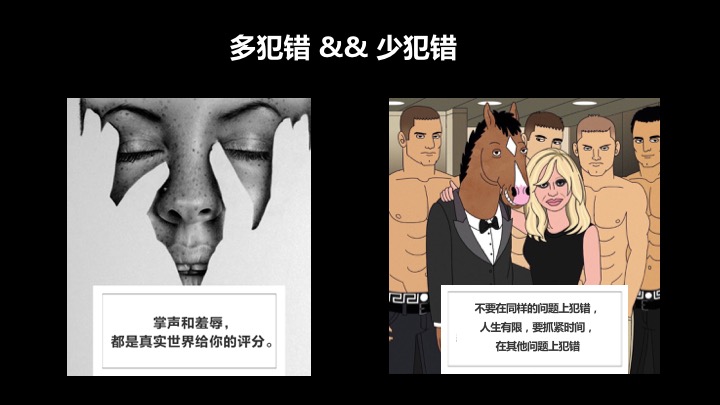 多犯错 && 少犯错
掌声和羞辱，
都是真实世界给你的评分。
不要在同样的问题上犯错，
人生有限，要抓紧时间，
在其他问题上犯错